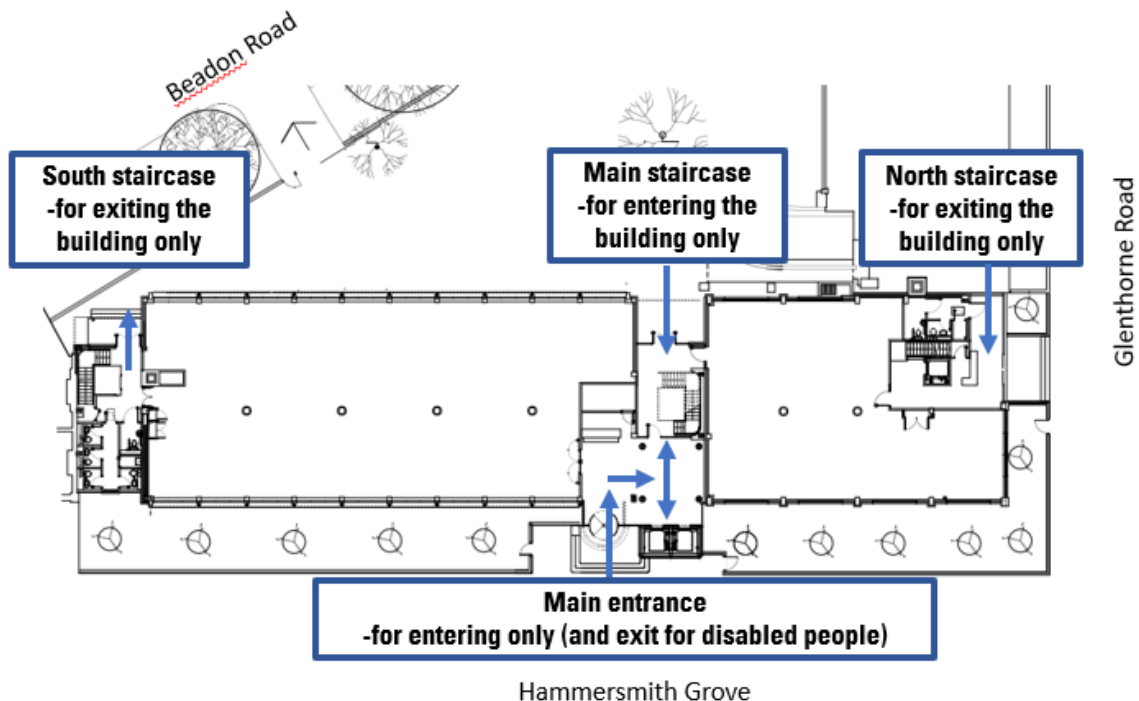 Beadon Road
South staircase
-for exiting the
building only
Main staircase
-for entering the
building only
North staircase
-for exiting the
building only
Glenthorne Road
Main entrance
-for entering only (and exit for disabled people)
Hammersmith Grove